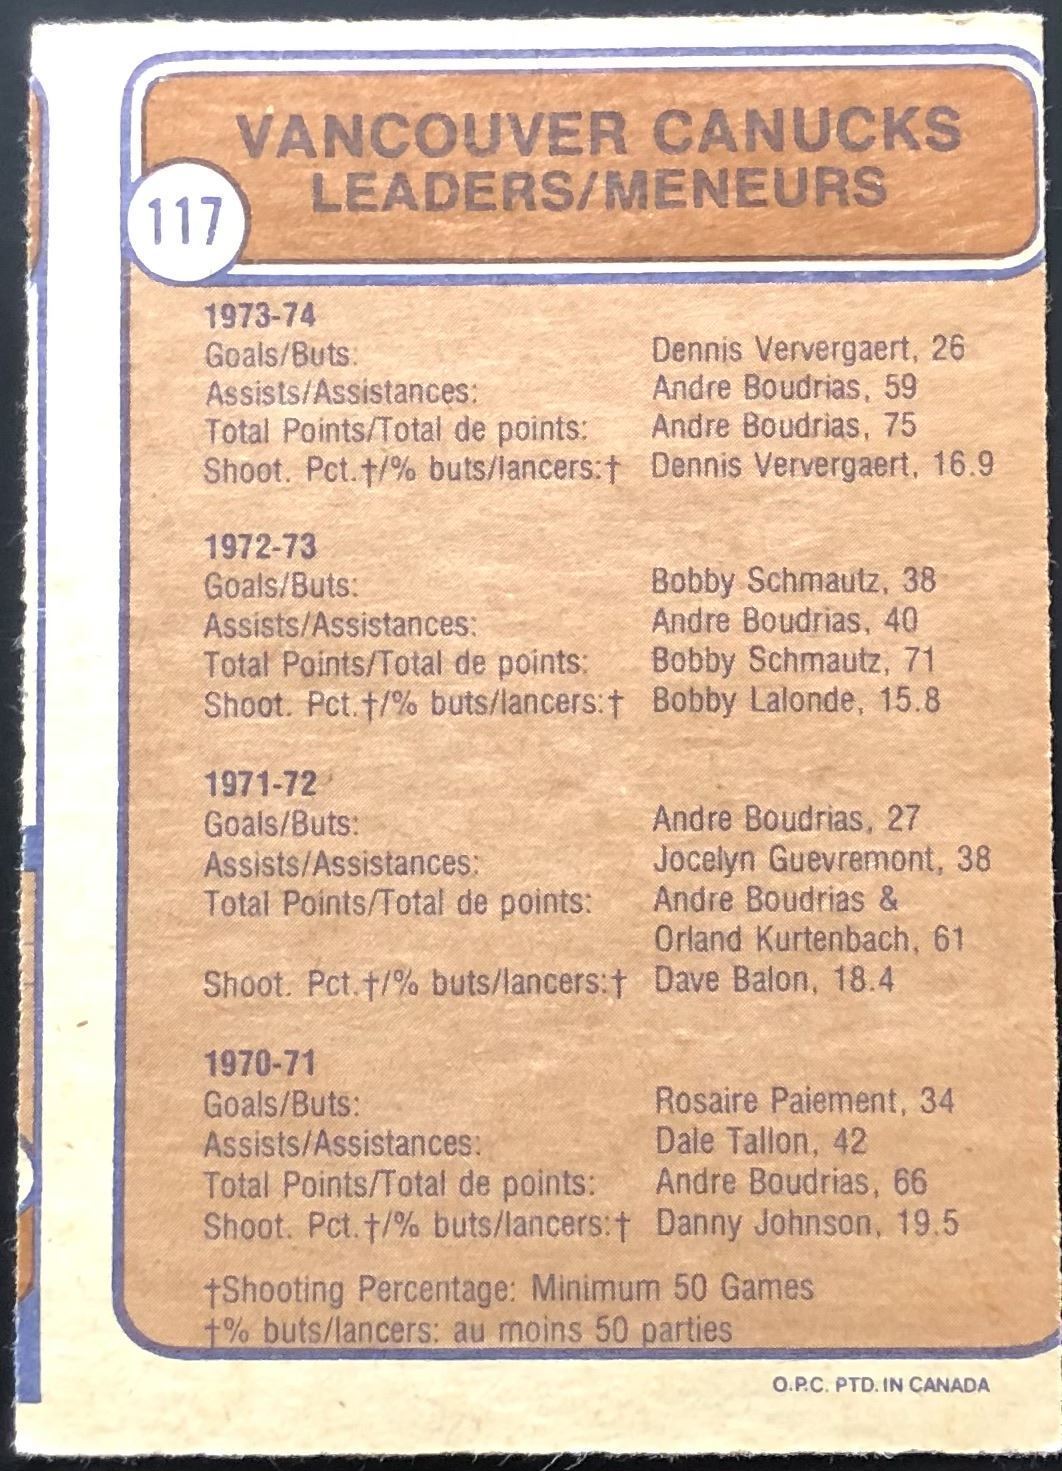 VANCOUVER CANUCKS
LEADERS/MENEURS
117
1973-74
Goals/Buts: Dennis Ververgaert, 26
Assists/Assistances: Andre Boudrias, 59
Total Points/Total de points: Andre Boudrias, 75
Shoot. Pct.†/% buts/lancers:† Dennis Ververgaert, 16.9
1972-73
Goals/Buts: Bobby Schmautz, 38
Assists/Assistances: Andre Boudrias, 40
Total Points/Total de points: Bobby Schmautz, 71
Shoot. Pct.†/% buts/lancers:† Bobby Lalonde, 15.8
1971-72
Goals/Buts: Andre Boudrias, 27
Assists/Assistances: Jocelyn Guevremont, 38
Total Points/Total de points: Andre Boudrias &
Orland Kurtenbach, 61
Shoot. Pct.†/% buts/lancers:† Dave Balon, 18.4
1970-71
Goals/Buts: Rosaire Paiement, 34
Assists/Assistances: Dale Tallon, 42
Total Points/Total de points: Andre Boudrias, 66
Shoot. Pct.†/% buts/lancers:† Danny Johnson, 19.5
†Shooting Percentage: Minimum 50 Games
†% buts/lancers: au moins 50 parties
O.P.C. PTD. IN CANADA